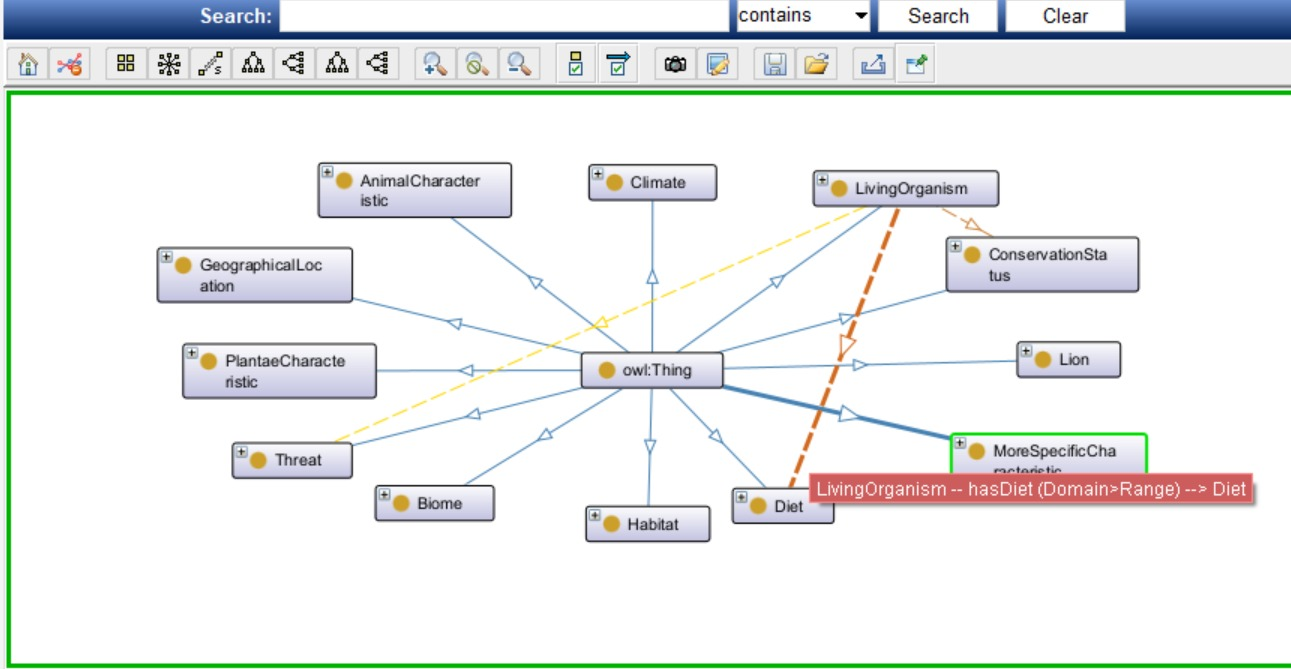 Search:
contains
Search
Clear
AnimalCharacter
istic
Climate
LivingOrganism
GeographicalLoc
ation
ConservationSta
tus
PlantaeCharacte
ristic
owl:Thing
Lion
Threat
MoreSpecificCha
racteristic
Biome
Habitat
Diet
LivingOrganism -- hasDiet (Domain>Range) --> Diet